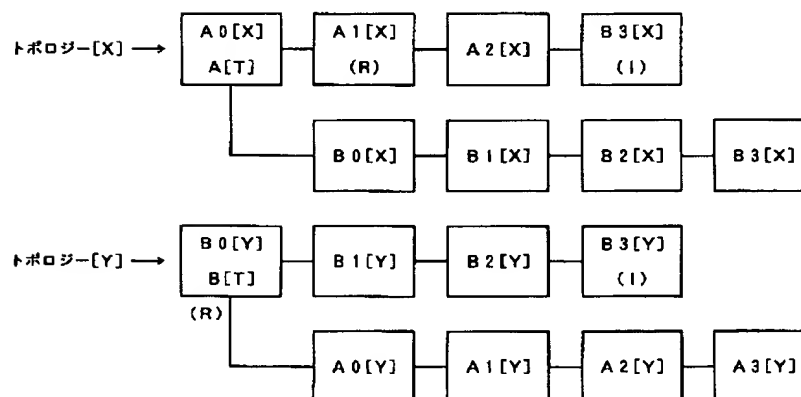 A0[X] A1[X] B3[X]
トポロジー[X] → A2[X]
A[T] (R) (I)
B0[X] B1[X] B2[X] B3[X]
B0[Y] B3[Y]
トポロジー[Y] → B1[Y] B2[Y]
B[T] (I)
(R)
A0[Y] A1[Y] A2[Y] A3[Y]